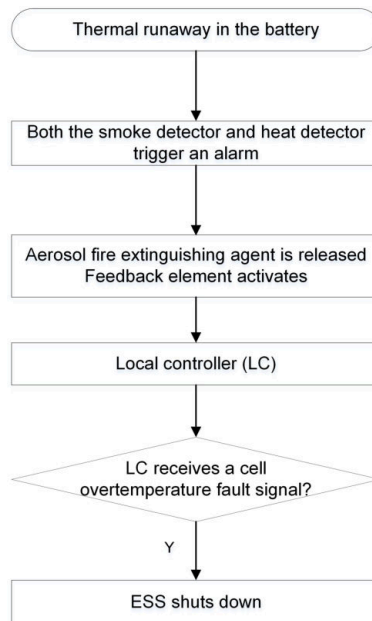 Thermal runaway in the battery
Both the smoke detector and heat detector
trigger an alarm
Aerosol fire extinguishing agent is released
Feedback element activates
Local controller (LC)
LC receives a cell
overtemperature fault signal?
Y
ESS shuts down